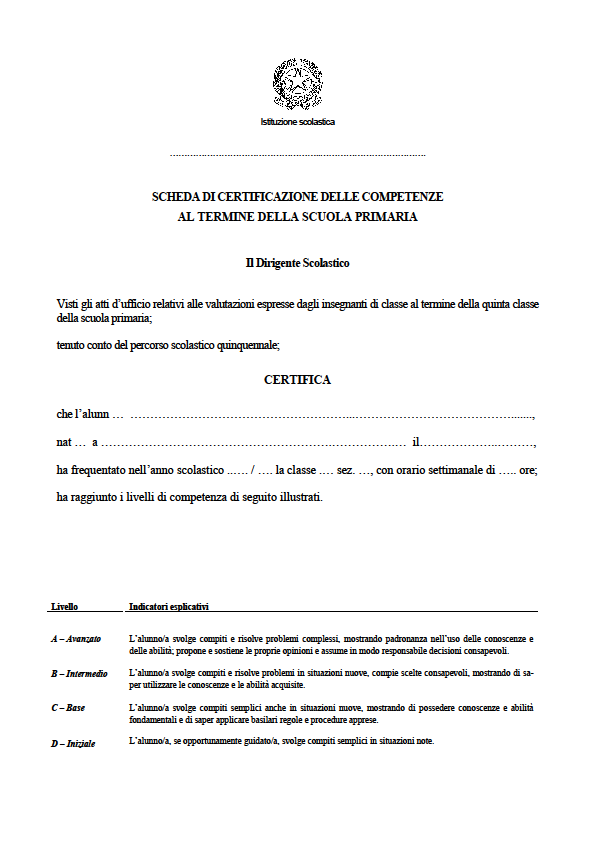 Istituzione scolastica
…………………………………………...……………………………….
SCHEDA DI CERTIFICAZIONE DELLE COMPETENZE
AL TERMINE DELLA SCUOLA PRIMARIA
Il Dirigente Scolastico
Visti gli atti d’ufficio relativi alle valutazioni espresse dagli insegnanti di classe al termine della quinta classe
della scuola primaria;
tenuto conto del percorso scolastico quinquennale;
CERTIFICA
che l’alunn … ………………………………………………...…………………………………….......,
nat … a ………………………………………………………….…………….… il………………..………,
ha frequentato nell’anno scolastico ..…. / …. la classe .… sez. …, con orario settimanale di ….. ore;
ha raggiunto i livelli di competenza di seguito illustrati.
Livello Indicatori esplicativi
A – Avanzato L’alunno/a svolge compiti e risolve problemi complessi, mostrando padronanza nell’uso delle conoscenze e
delle abilità; propone e sostiene le proprie opinioni e assume in modo responsabile decisioni consapevoli.
B – Intermedio L’alunno/a svolge compiti e risolve problemi in situazioni nuove, compie scelte consapevoli, mostrando di sa-
per utilizzare le conoscenze e le abilità acquisite.
C – Base L’alunno/a svolge compiti semplici anche in situazioni nuove, mostrando di possedere conoscenze e abilità
fondamentali e di saper applicare basilari regole e procedure apprese.
D – Iniziale L’alunno/a, se opportunamente guidato/a, svolge compiti semplici in situazioni note.